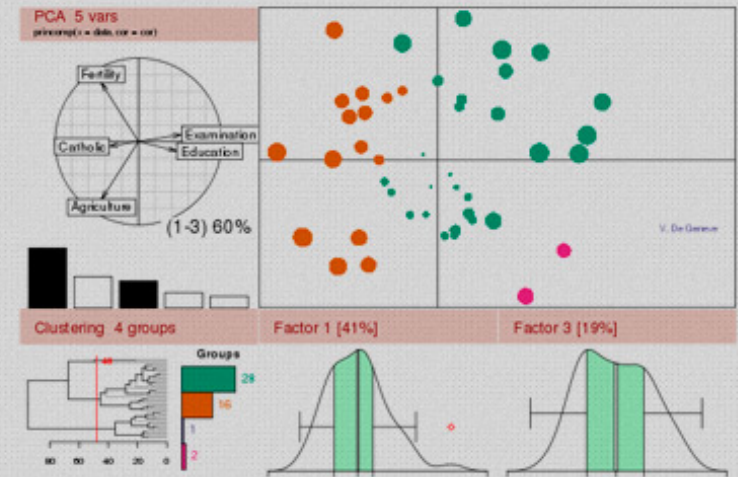 PCA 5 vars
princomp(x = data, cor = cor)
Fertility
Examination
Catholic
Education
Agriculture
(1-3) 60%
V. De Geneve
Clustering 4 groups
Factor 1 [41%]
Factor 3 [19%]
Groups
28
16
1
2
80 60 40 20 0